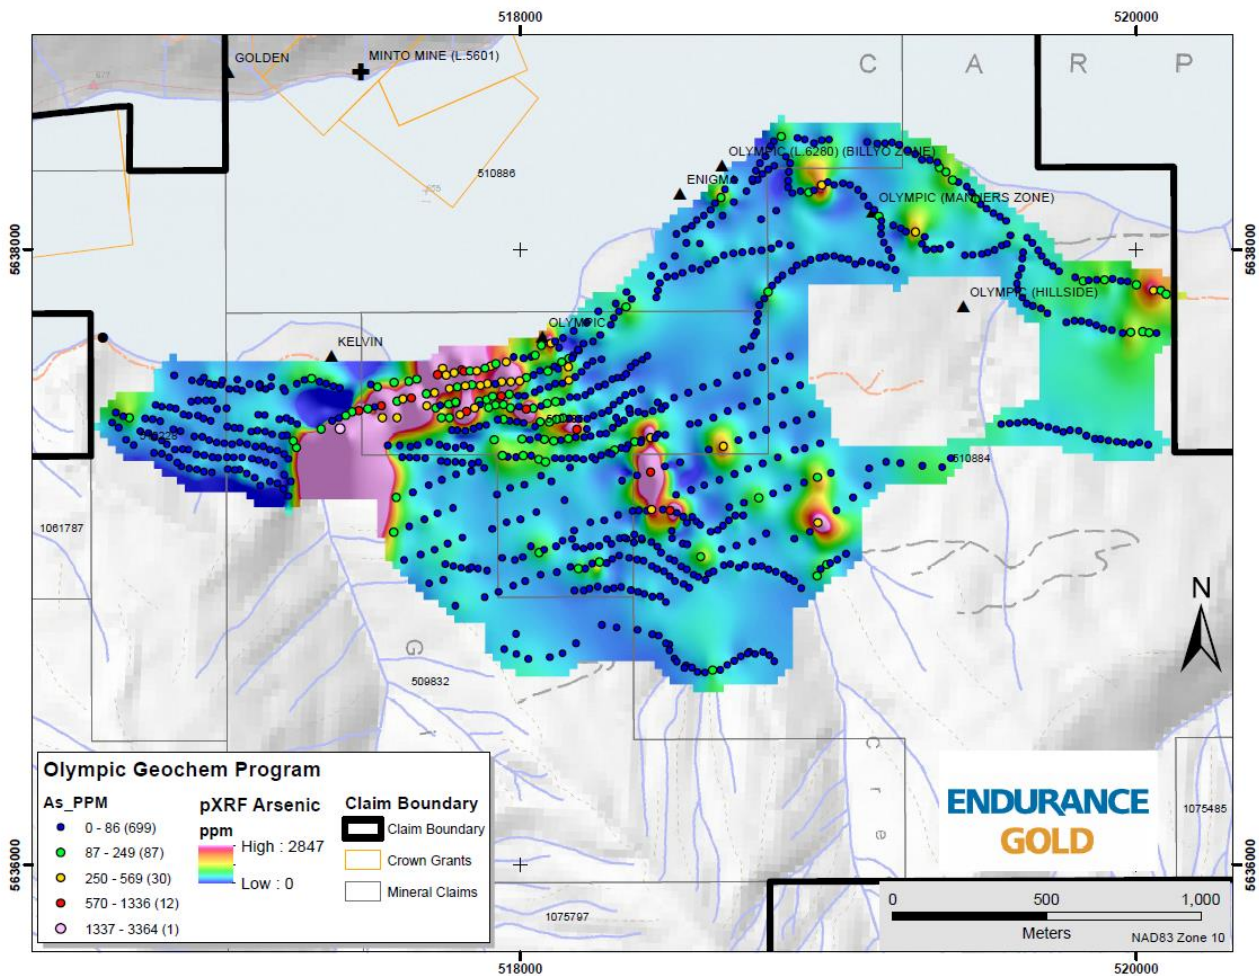 518000
520000
GOLDEN
MINTO MINE (L.5601)
C A R P
OLYMPIC (L.6280) (BILLYO ZONE)
510886
ENIGMA
OLYMPIC (MANNERS ZONE)
5638000
5638000
OLYMPIC (HILLSIDE)
OLYMPIC
KELVIN
510884
1061787
N
G
509832
i
C
r
e
Olympic Geochem Program
As_PPM
0 - 86 (699)
87 - 249 (87)
250 - 569 (30)
570 - 1336 (12)
1337 - 3364 (1)
pXRF Arsenic
ppm
High : 2847
Low : 0
Claim Boundary
Claim Boundary
Crown Grants
Mineral Claims
ENDURANCE
GOLD
1075485
5636000
5636000
1075797
0 500 1,000
Meters
NAD83 Zone 10
518000
520000